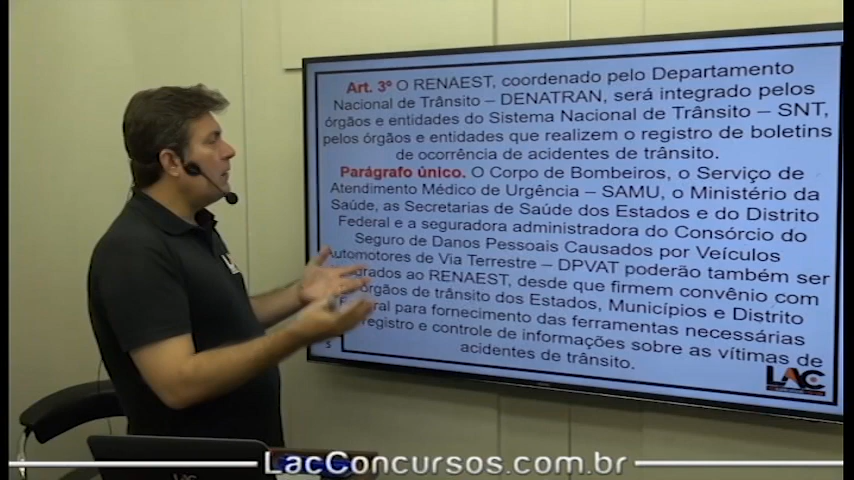 Art. 3º O RENAEST, coordenado pelo Departamento
Nacional de Trânsito – DENATRAN, será integrado pelos
órgãos e entidades do Sistema Nacional de Trânsito – SNT,
pelos órgãos e entidades que realizem o registro de boletins
de ocorrência de acidentes de trânsito.
Parágrafo único. O Corpo de Bombeiros, o Serviço de
Atendimento Médico de Urgência – SAMU, o Ministério da
Saúde, as Secretarias de Saúde dos Estados e do Distrito
Federal e a seguradora administradora do Consórcio do
Seguro de Danos Pessoais Causados por Veículos
Automotores de Via Terrestre – DPVAT poderão também ser
grados ao RENAEST, desde que firmem convênio com
órgãos de trânsito dos Estados, Municípios e Distrito
ral para fornecimento das ferramentas necessárias
registro e controle de informações sobre as vítimas de
acidentes de trânsito.
5
LAC
LacConcursos.com.br